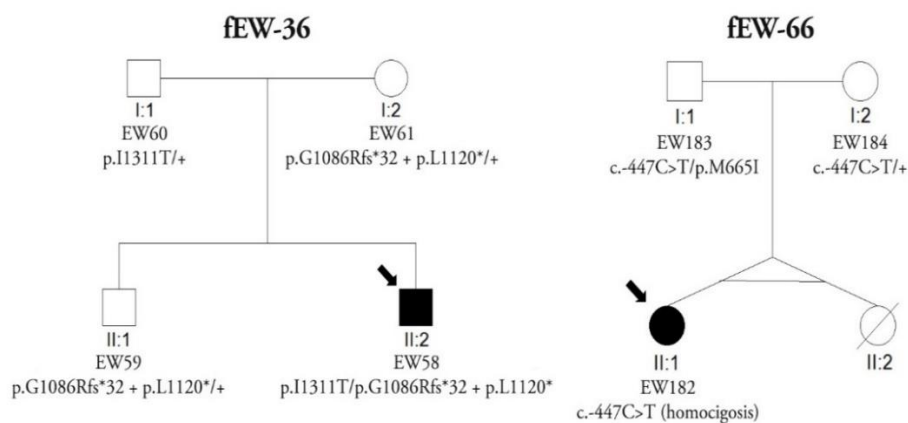 fEW-36
I:1
EW60
p.I1311T/+
I:2
EW61
p.G1086Rfs*32 + p.L1120*/+
II:1
EW59
p.G1086Rfs*32 + p.L1120*/+
II:2
EW58
p.I1311T/p.G1086Rfs*32 + p.L1120*
fEW-66
I:1
EW183
c.-447C>T/p.M665I
I:2
EW184
c.-447C>T/+
II:1
EW182
c.-447C>T (homocigosis)
II:2